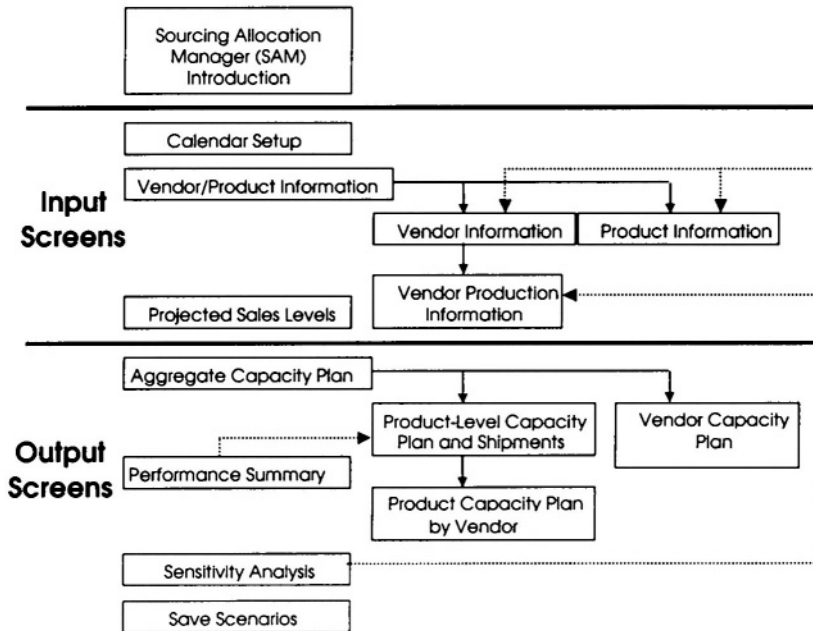 Sourcing Allocation
Manager (SAM)
Introduction
Calendar Setup
Vendor/Product Information
Input
Screens
Vendor Information
Product Information
Vendor Production
Information
Projected Sales Levels
Aggregate Capacity Plan
Product-Level Capacity
Plan and Shipments
Vendor Capacity
Plan
Output
Screens
Performance Summary
Product Capacity Plan
by Vendor
Sensitivity Analysis
Save Scenarios